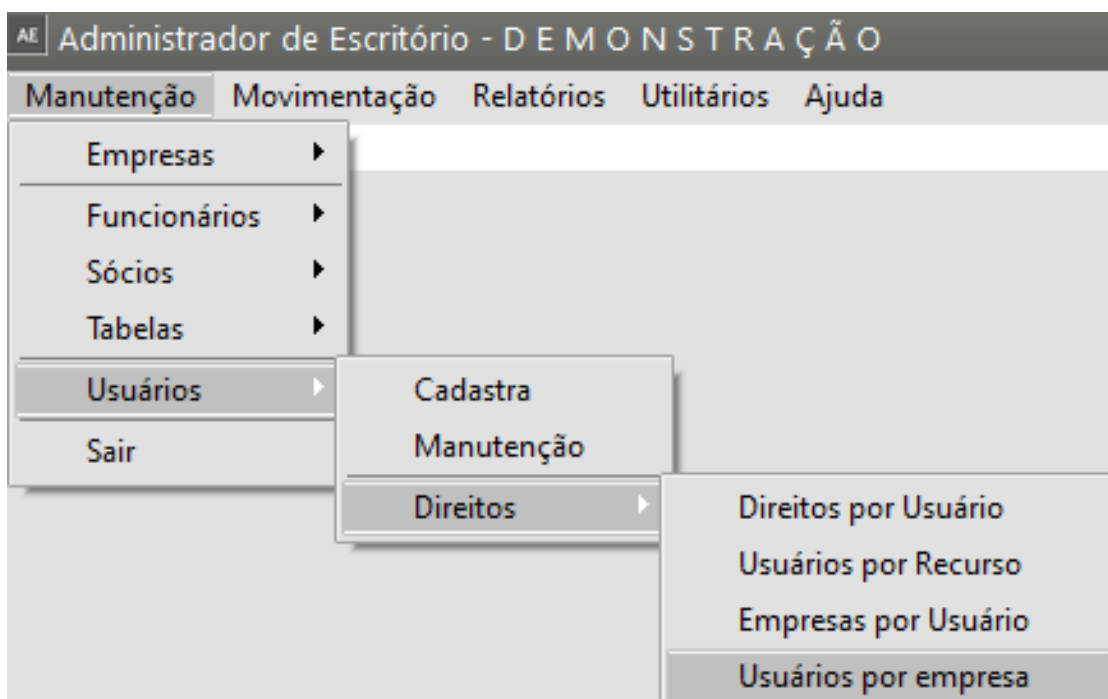 AE Administrador de Escritório - D E M O N S T R A Ç Ã O
Manutenção Movimentação Relatórios Utilitários Ajuda
Empresas
Funcionários
Sócios
Tabelas
Usuários
Sair
Cadastra
Manutenção
Direitos
Direitos por Usuário
Usuários por Recurso
Empresas por Usuário
Usuários por empresa